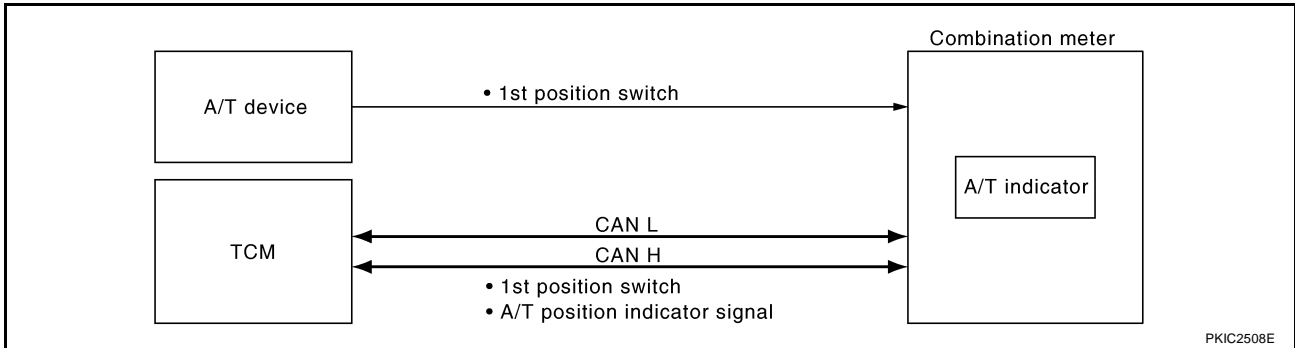 Combination meter
A/T device
• 1st position switch
A/T indicator
TCM
CAN L
CAN H
• 1st position switch
• A/T position indicator signal
PKIC2508E